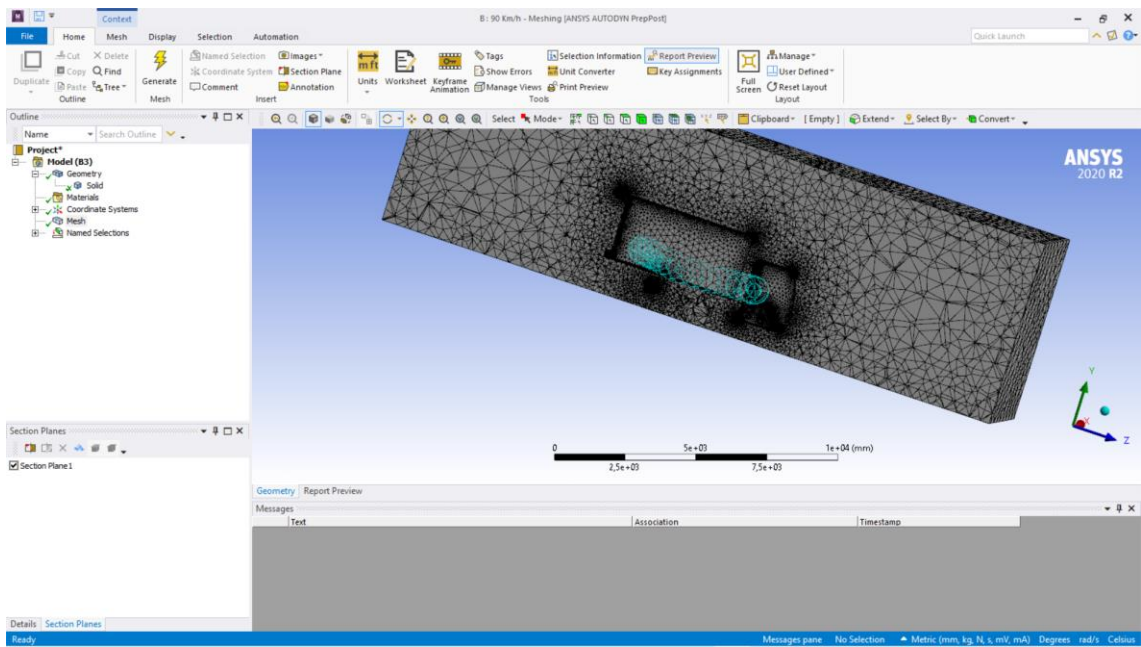 Context
B : 90 Km/h - Meshing [ANSYS AUTODYN PrepPost]
File Home Mesh Display Selection Automation
Quick Launch
Duplicate
Cut
Copy
Paste
Delete
Find
Tree
Outline
Generate
Mesh
Named Selection
Coordinate System
Comment
Images
Section Plane
Annotation
Insert
Units
Worksheet
Keyframe
Animation
Tags
Show Errors
Manage Views
Selection Information
Unit Converter
Print Preview
Report Preview
Key Assignments
Tools
Full
Screen
Manage
User Defined
Reset Layout
Layout
Outline
Name Search Outline
Select Mode Clipboard [Empty] Extend Select By Convert
Project*
Model (B3)
Geometry
Solid
Materials
Coordinate Systems
Mesh
Named Selections
ANSYS
2020 R2
Y
X
Z
0 5e+03 1e+04 (mm)
2,5e+03 7,5e+03
Section Planes
Section Plane 1
Geometry Report Preview
Messages
Text Association Timestamp
Details Section Planes
Ready
Messages pane No Selection Metric (mm, kg, N, s, mV, mA) Degrees rad/s Celsius